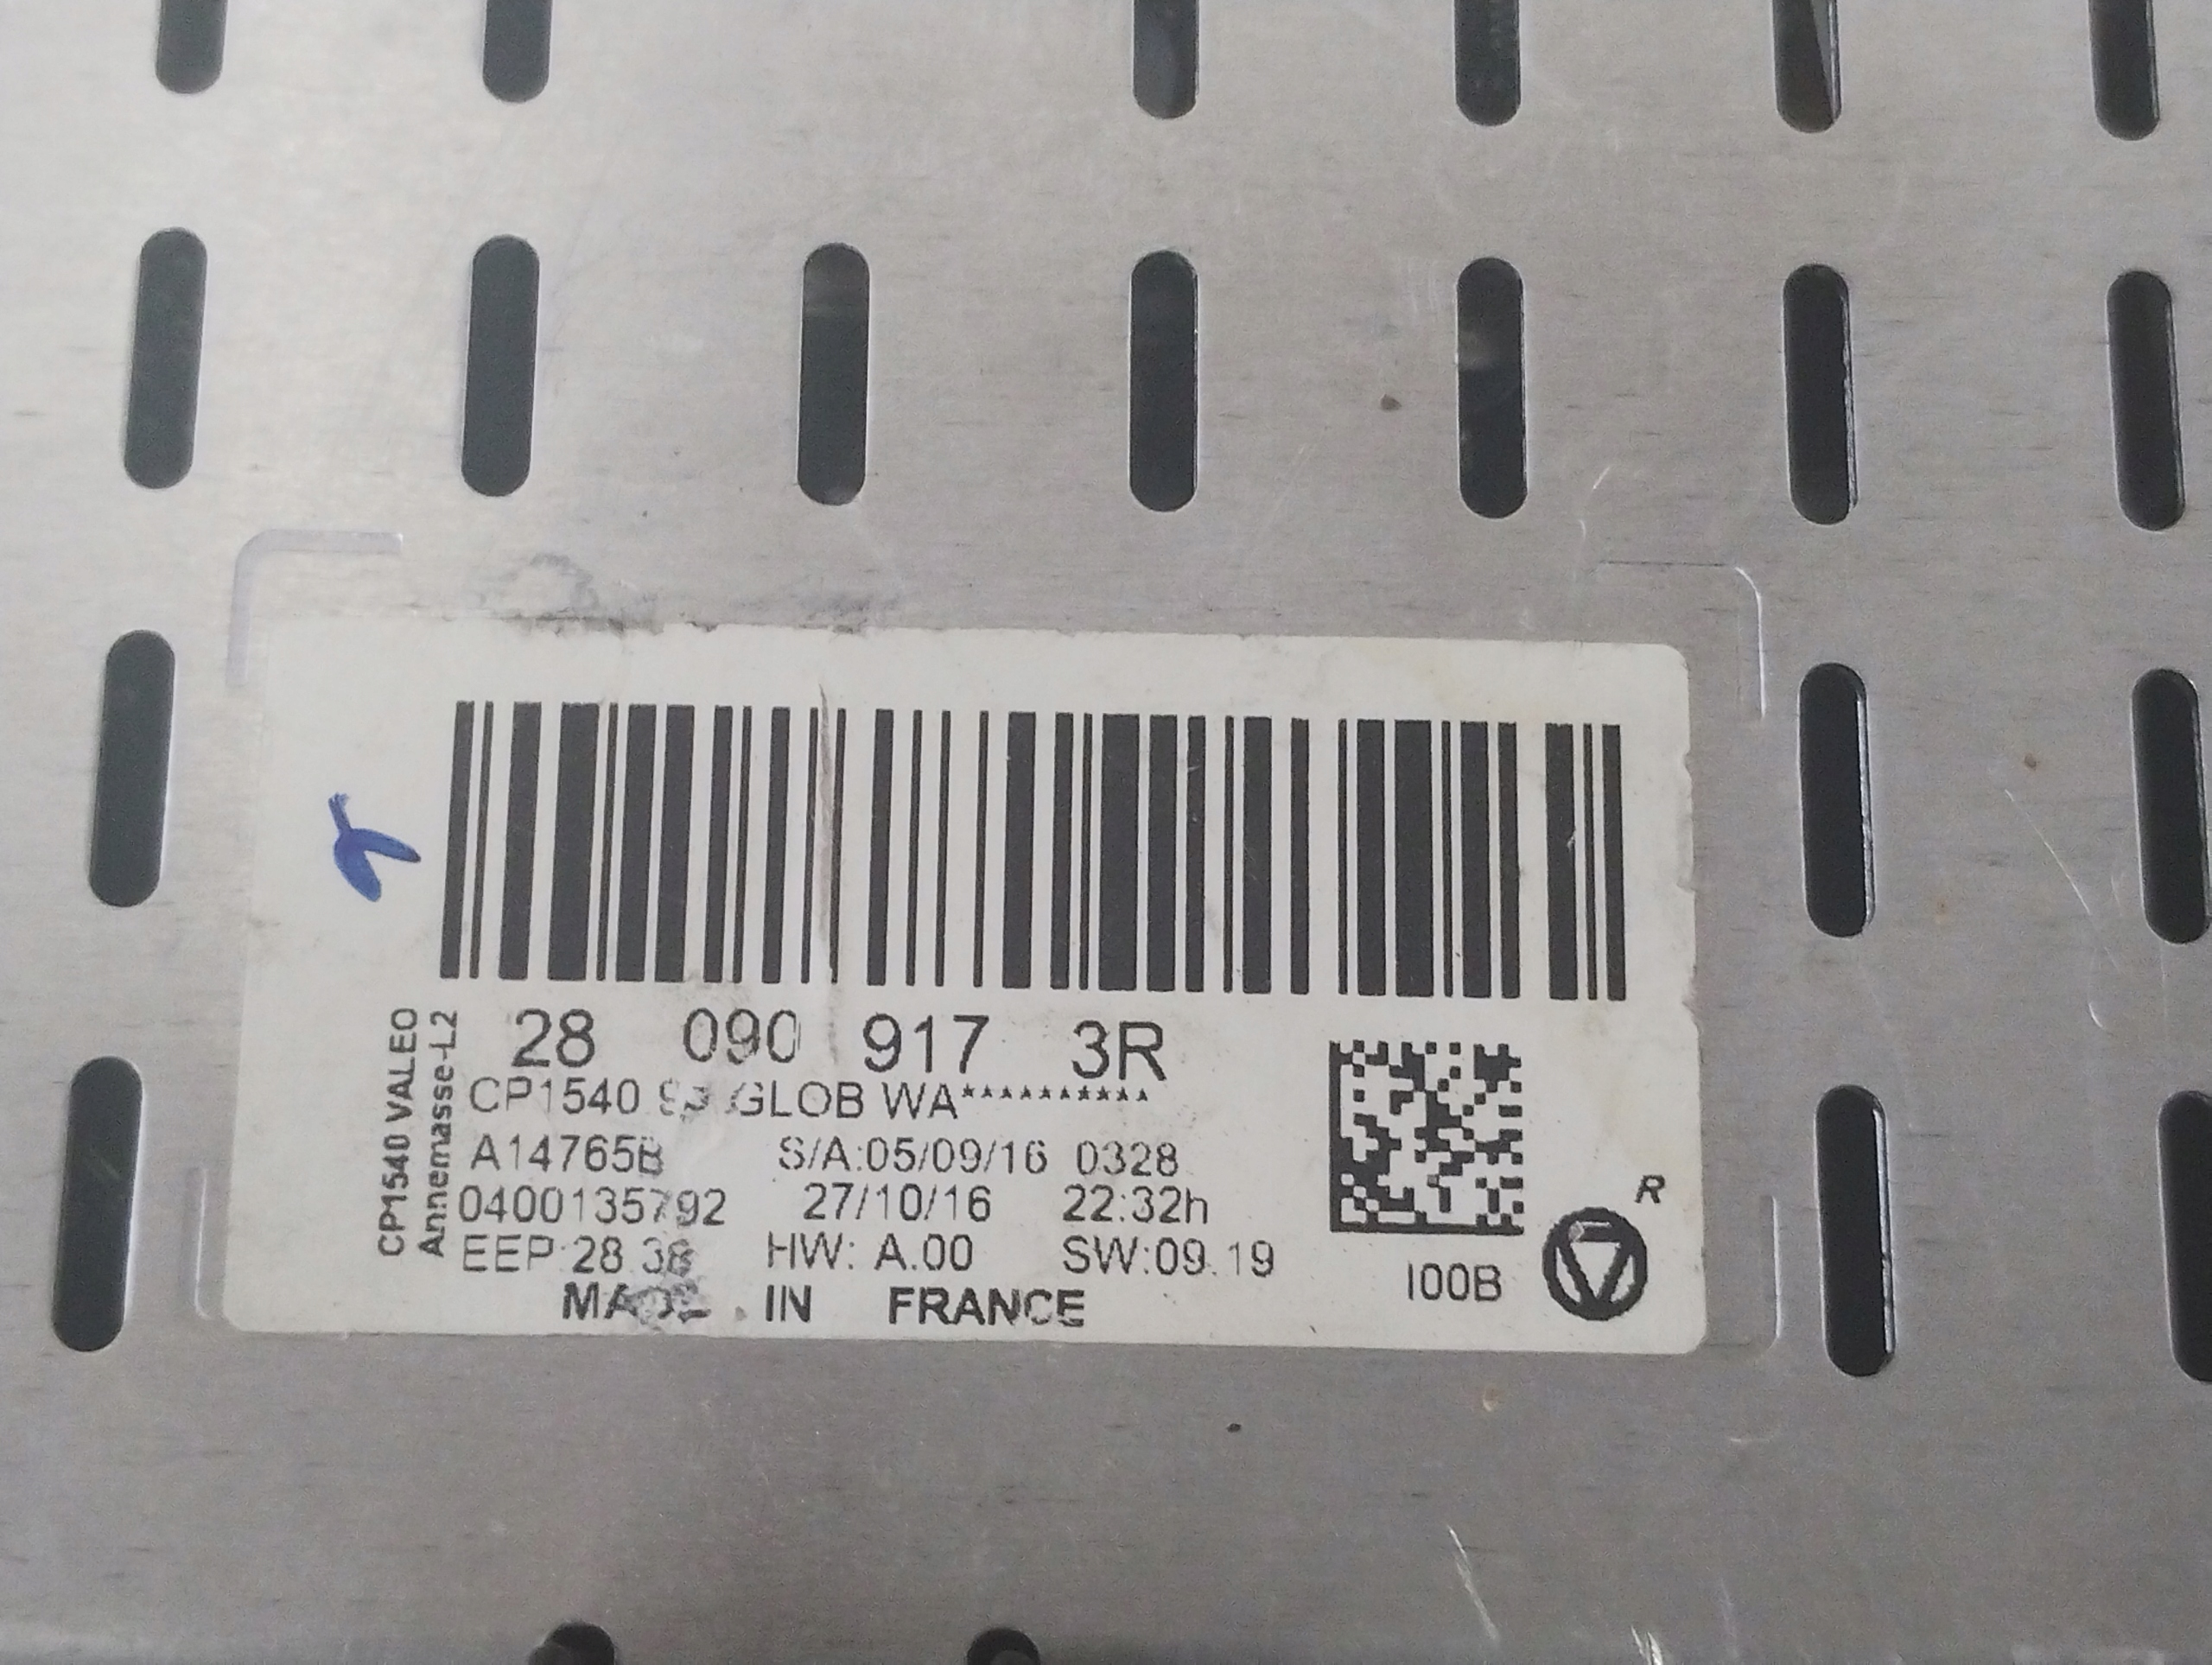 CP1540 VALEO
Annemasse-L2
28 090 917 3R
CP1540 GLOB WA**********
A14765B S/A:05/09/16 0328
0400135792 27/10/16 22:32h
EEP:28.38 HW: A.00 SW:09.19
MADE IN FRANCE
I00B
R